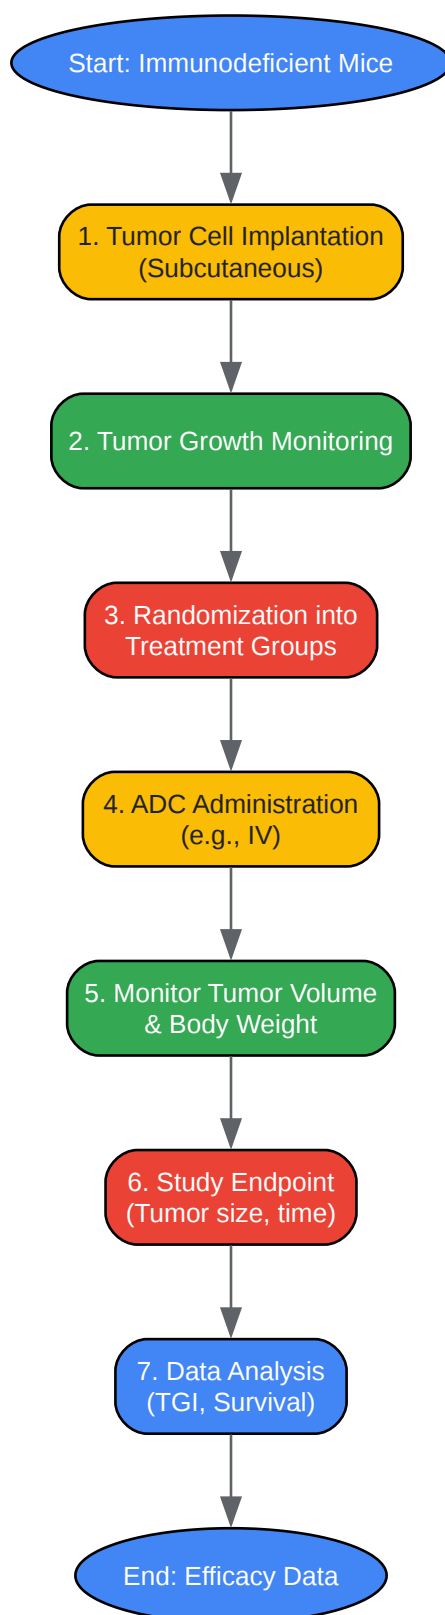 Start: Immunodeficient Mice
1. Tumor Cell Implantation
(Subcutaneous)
2. Tumor Growth Monitoring
3. Randomization into
Treatment Groups
4. ADC Administration
(e.g., IV)
5. Monitor Tumor Volume
& Body Weight
6. Study Endpoint
(Tumor size, time)
7. Data Analysis
(TGI, Survival)
End: Efficacy Data